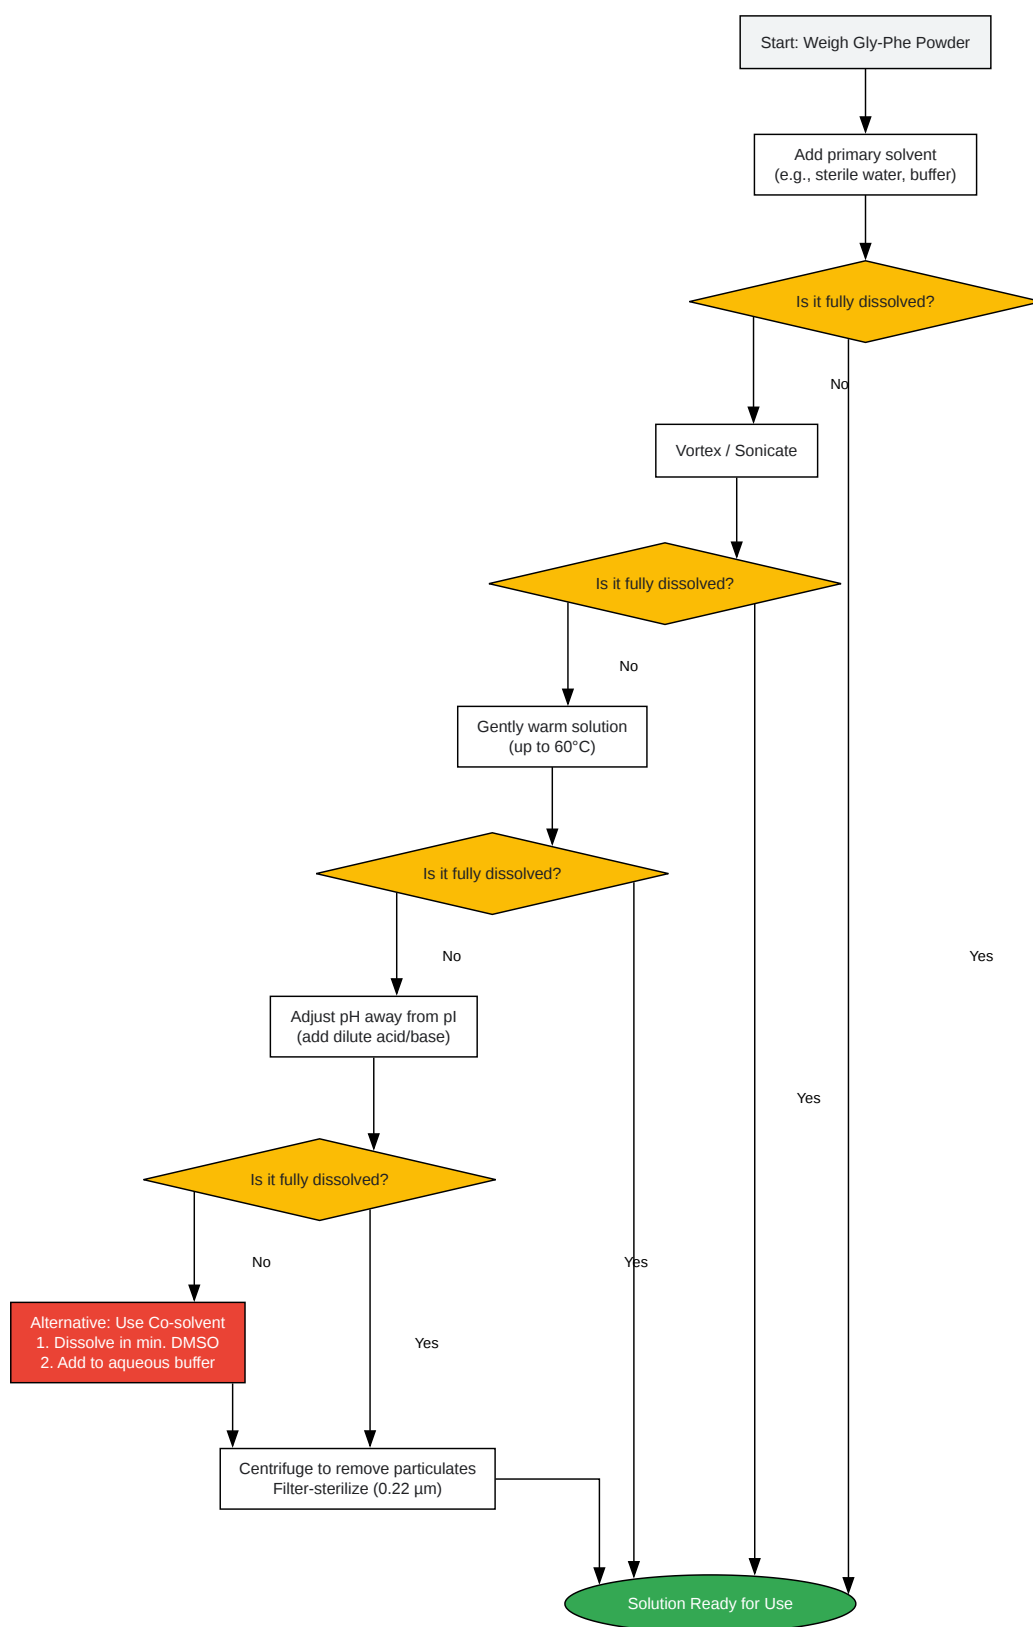 Start: Weigh Gly-Phe Powder
Add primary solvent
(e.g., sterile water, buffer)
Is it fully dissolved?
No
Vortex / Sonicate
Is it fully dissolved?
No
Gently warm solution
(up to 60°C)
Is it fully dissolved?
No
Yes
Adjust pH away from pI
(add dilute acid/base)
Yes
Is it fully dissolved?
No
Yes
Alternative: Use Co-solvent
1. Dissolve in min. DMSO
2. Add to aqueous buffer
Yes
Centrifuge to remove particulates
Filter-sterilize (0.22 µm)
Solution Ready for Use